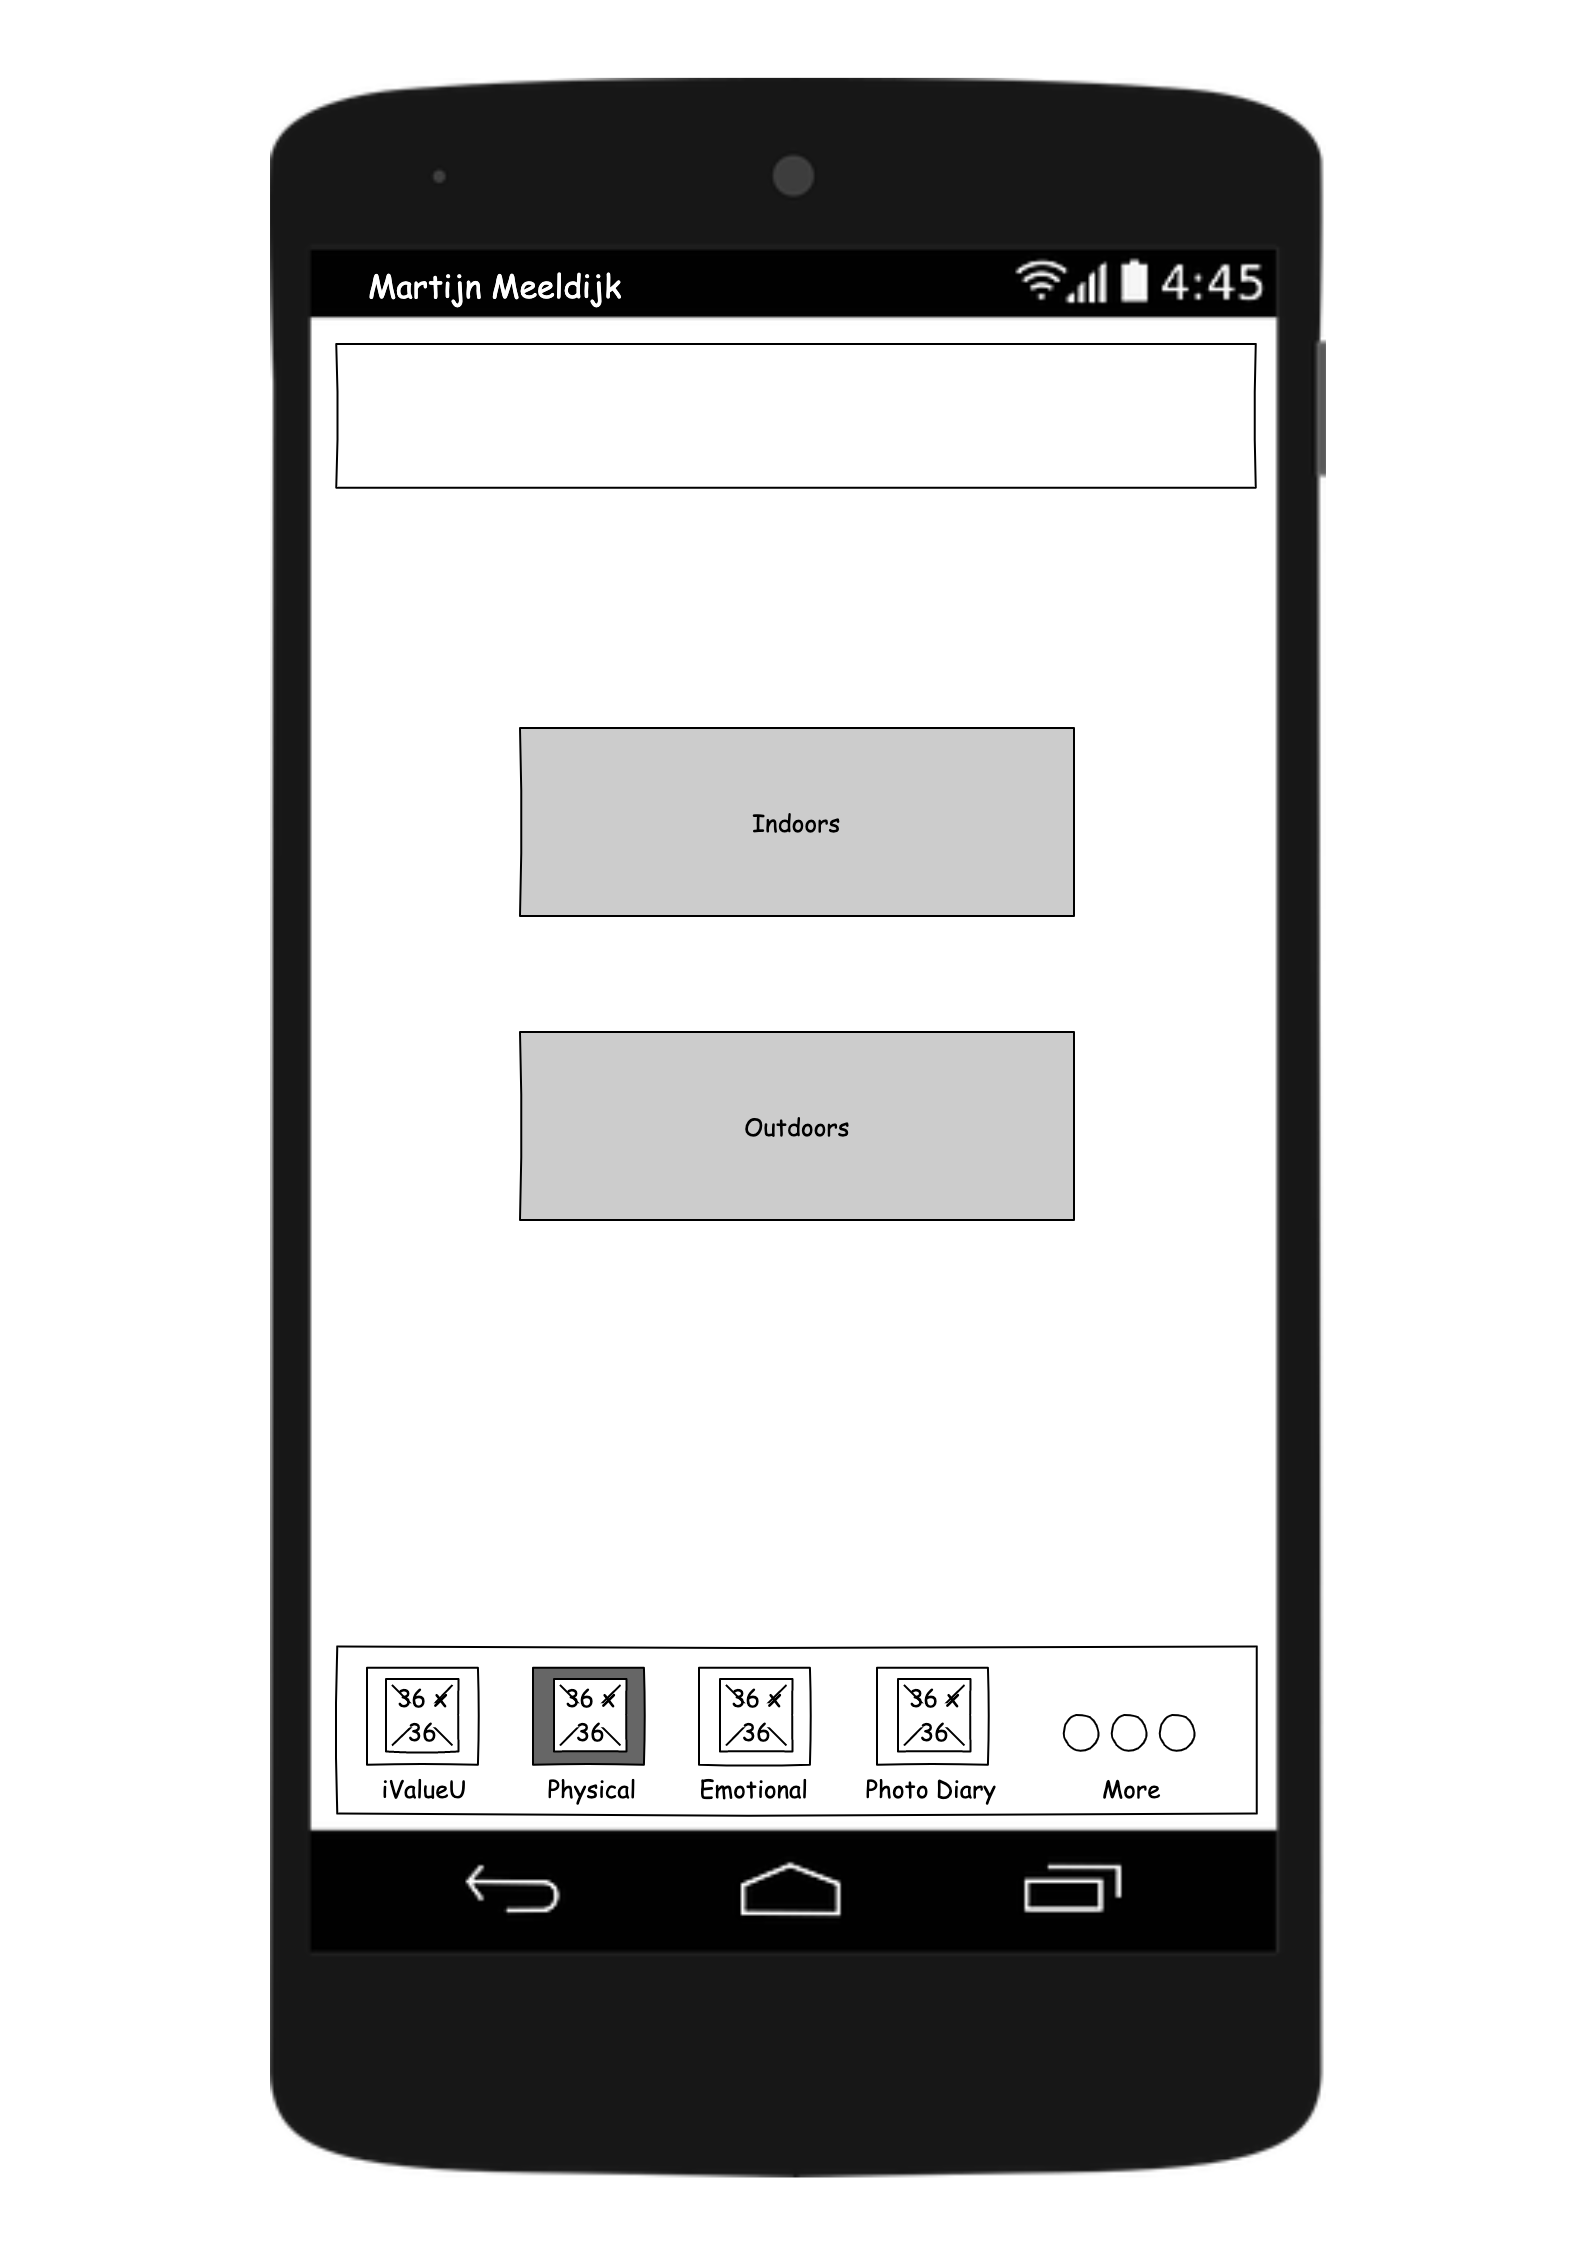 Martijn Meeldijk 4:45
Indoors
Outdoors
36 x 36 x 36 x 36 x
36 36 36 36
iValueU Physical Emotional Photo Diary More